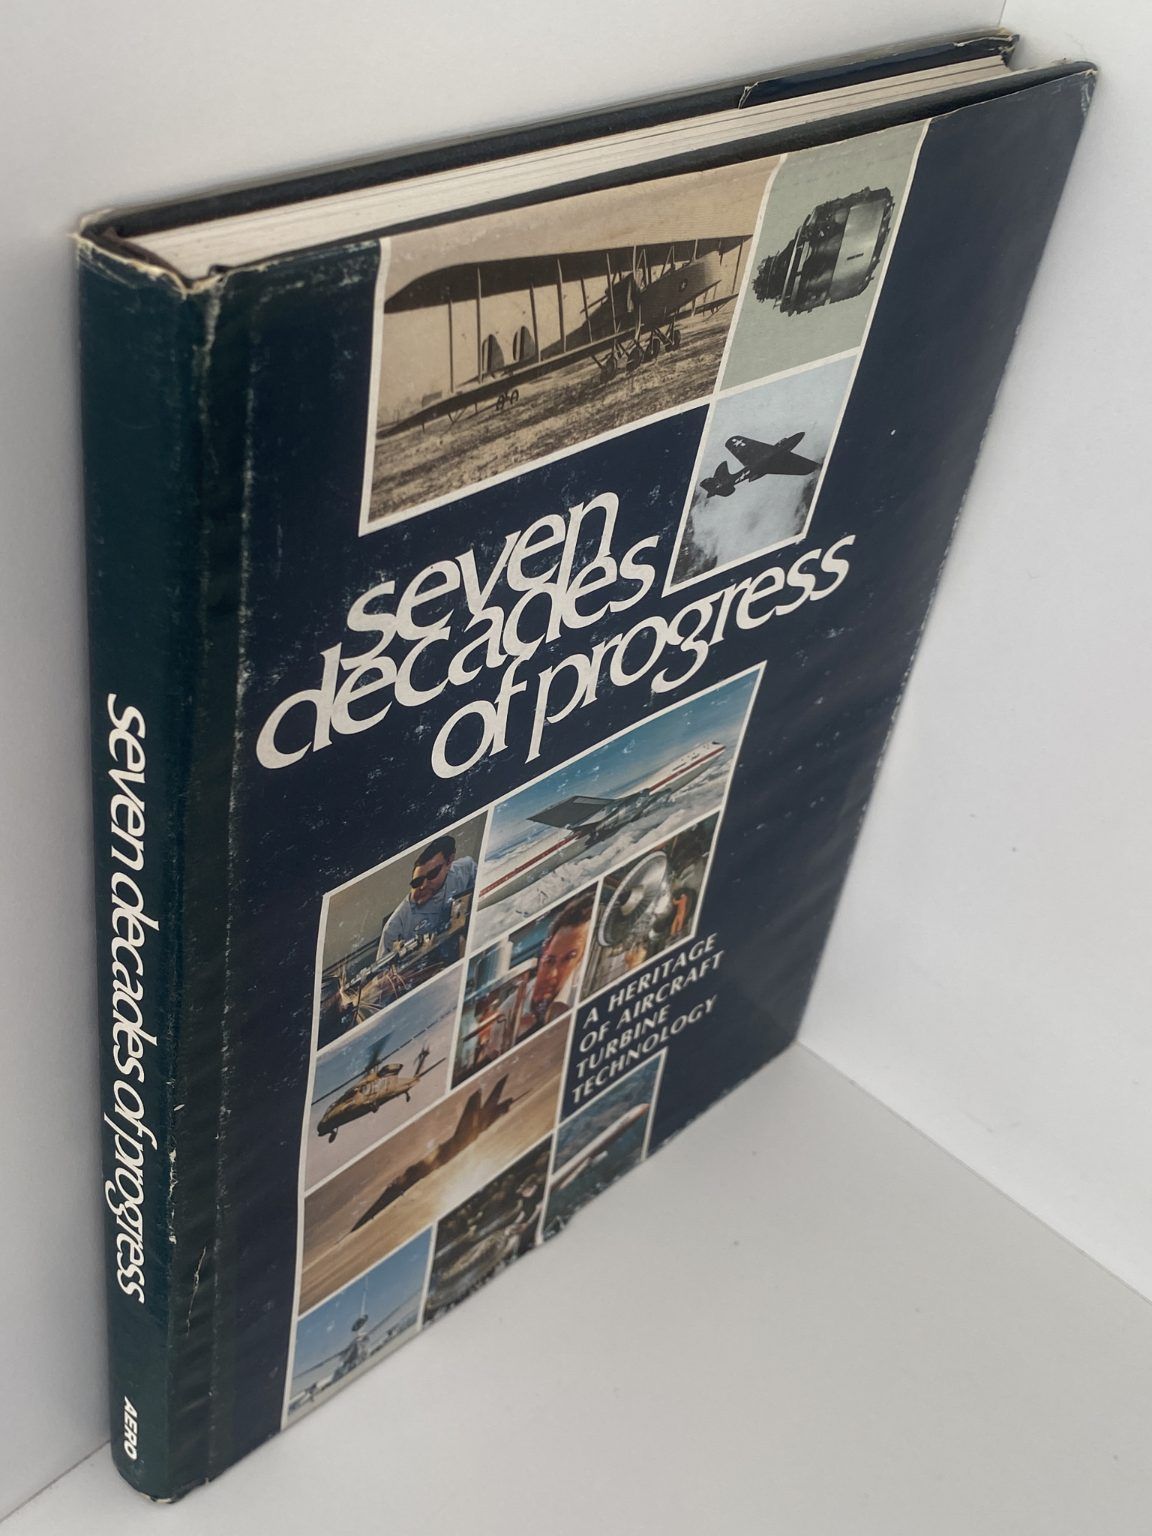 seven
decades
of progress
A HERITAGE
OF AIRCRAFT
TURBINE
TECHNOLOGY
seven decades of progress
AERO